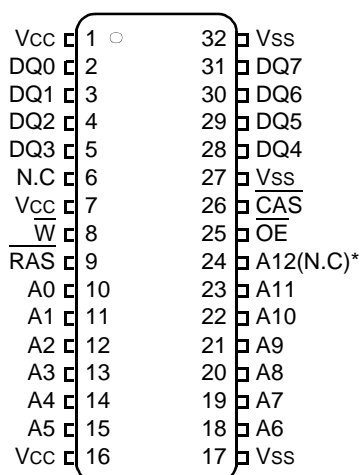 Vcc 1 32 Vss
DQ0 2 31 DQ7
DQ1 3 30 DQ6
DQ2 4 29 DQ5
DQ3 5 28 DQ4
N.C 6 27 Vss
Vcc 7 26 C̅A̅S̅
W̅ 8 25 O̅E̅
R̅A̅S̅ 9 24 A12(N.C)*
A0 10 23 A11
A1 11 22 A10
A2 12 21 A9
A3 13 20 A8
A4 14 19 A7
A5 15 18 A6
Vcc 16 17 Vss